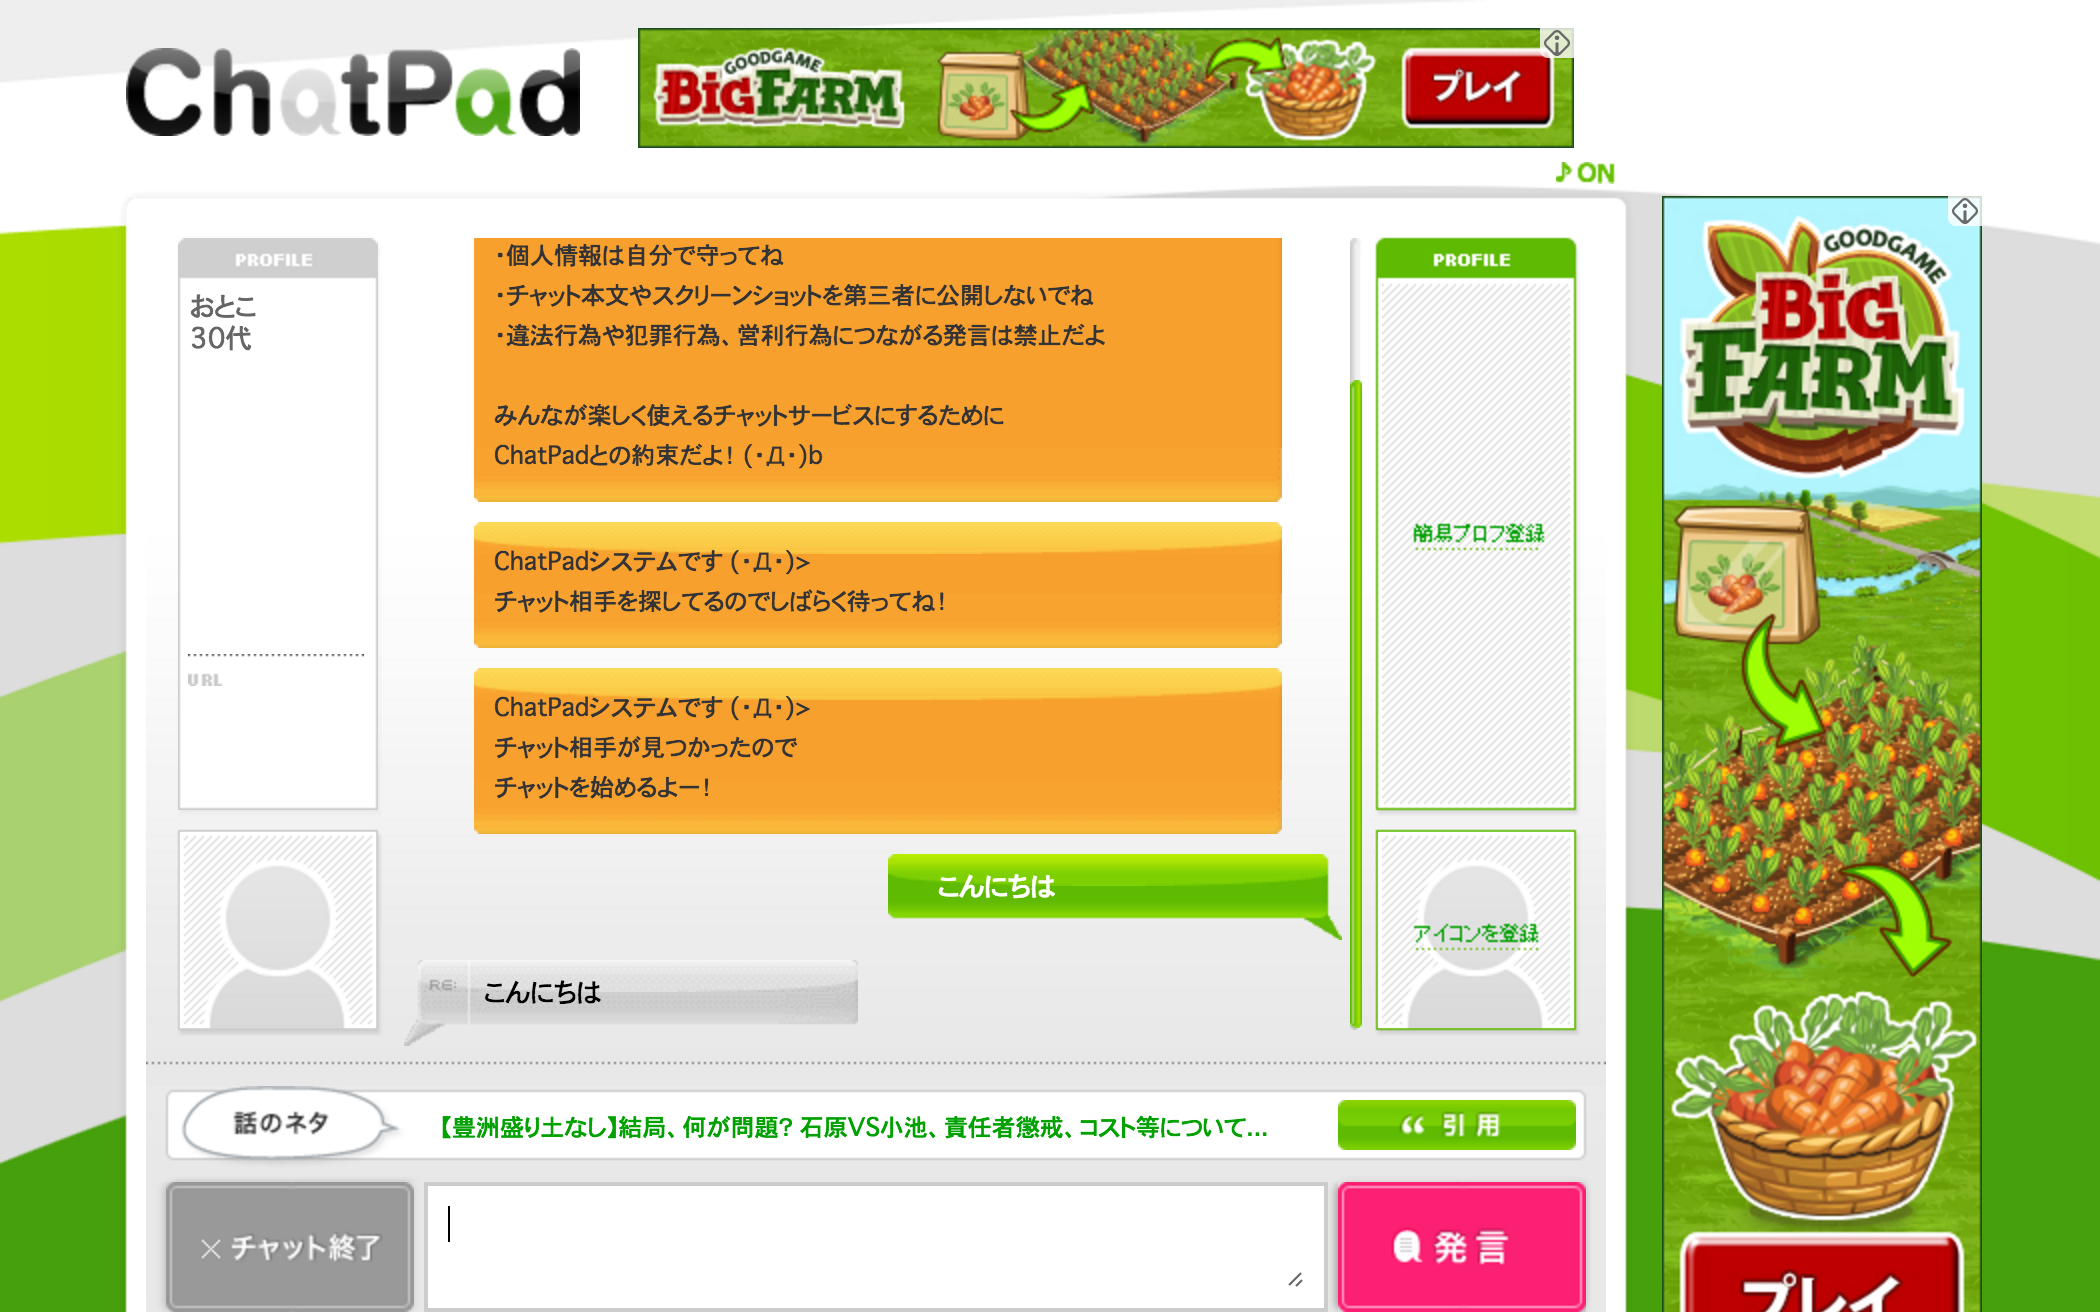 ChatPad
GOODGAME
BIGFARM
プレイ
♪ON
PROFILE
おとこ
30代
URL
・個人情報は自分で守ってね
・チャット本文やスクリーンショットを第三者に公開しないでね
・違法行為や犯罪行為、営利行為につながる発言は禁止だよ
みんなが楽しく使えるチャットサービスにするために
ChatPadとの約束だよ！(・Д・)b
ChatPadシステムです (・Д・)>
チャット相手を探してるのでしばらく待ってね！
ChatPadシステムです (・Д・)>
チャット相手が見つかったので
チャットを始めるよー！
こんにちは
RE: こんにちは
PROFILE
簡易プロフ登録
アイコンを登録
話のネタ
【豊洲盛り土なし】結局、何が問題？石原VS小池、責任者懲戒、コスト等について...
“ 引用
×チャット終了
発言
GOODGAME
BIG
FARM
プレイ